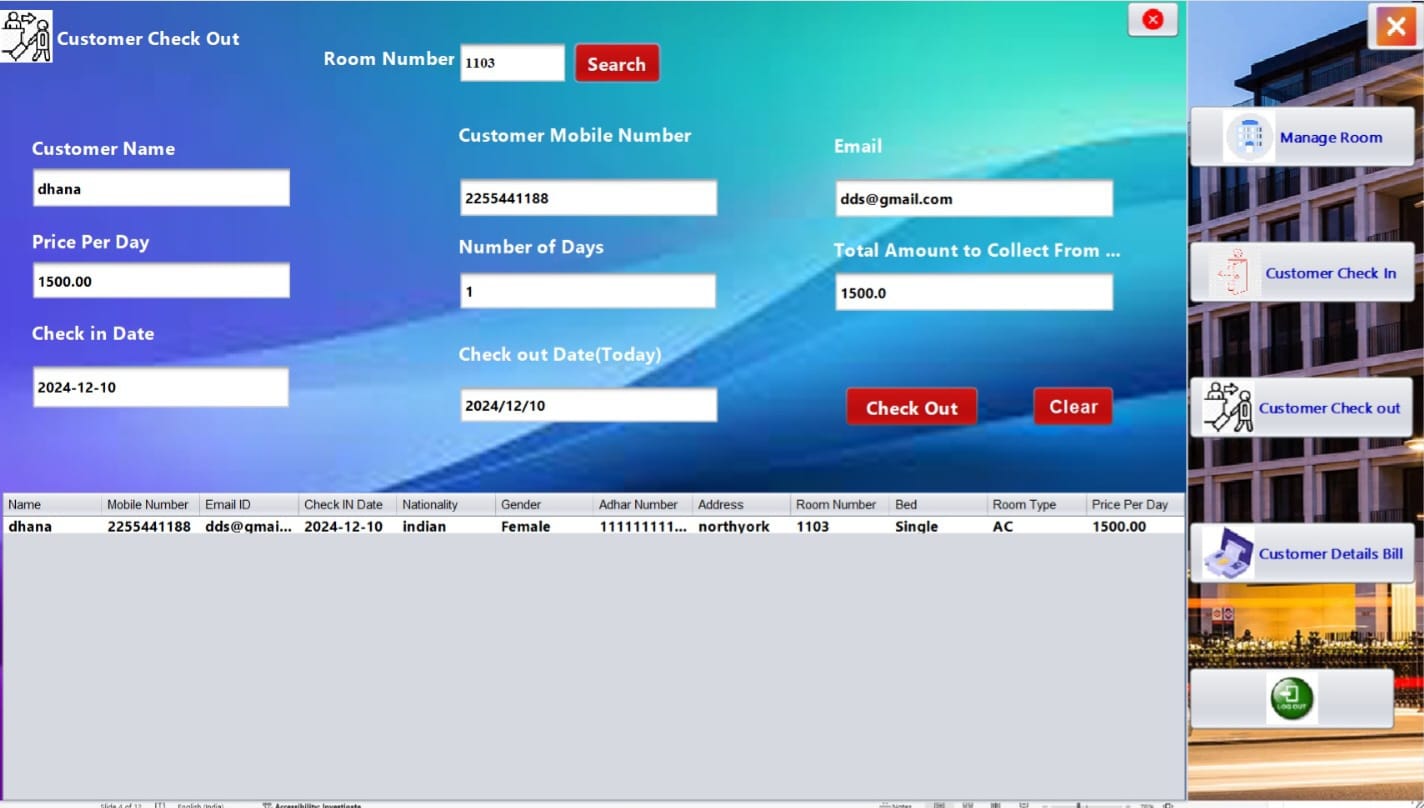 Customer Check Out
Room Number 1103 Search
Customer Name
Customer Mobile Number
Email
dhana
2255441188
dds@gmail.com
Price Per Day
Number of Days
Total Amount to Collect From ...
1500.00
1
1500.0
Check in Date
Check out Date(Today)
2024-12-10
2024/12/10
Check Out Clear
Name Mobile Number Email ID Check IN Date Nationality Gender Adhar Number Address Room Number Bed Room Type Price Per Day
dhana 2255441188 dds@gmai... 2024-12-10 indian Female 111111111... northyork 1103 Single AC 1500.00
Manage Room
Customer Check In
Customer Check out
Customer Details Bill
LOG OUT
Slide 4 of 12 English (India) Accessibility: Investigate Notes 78%